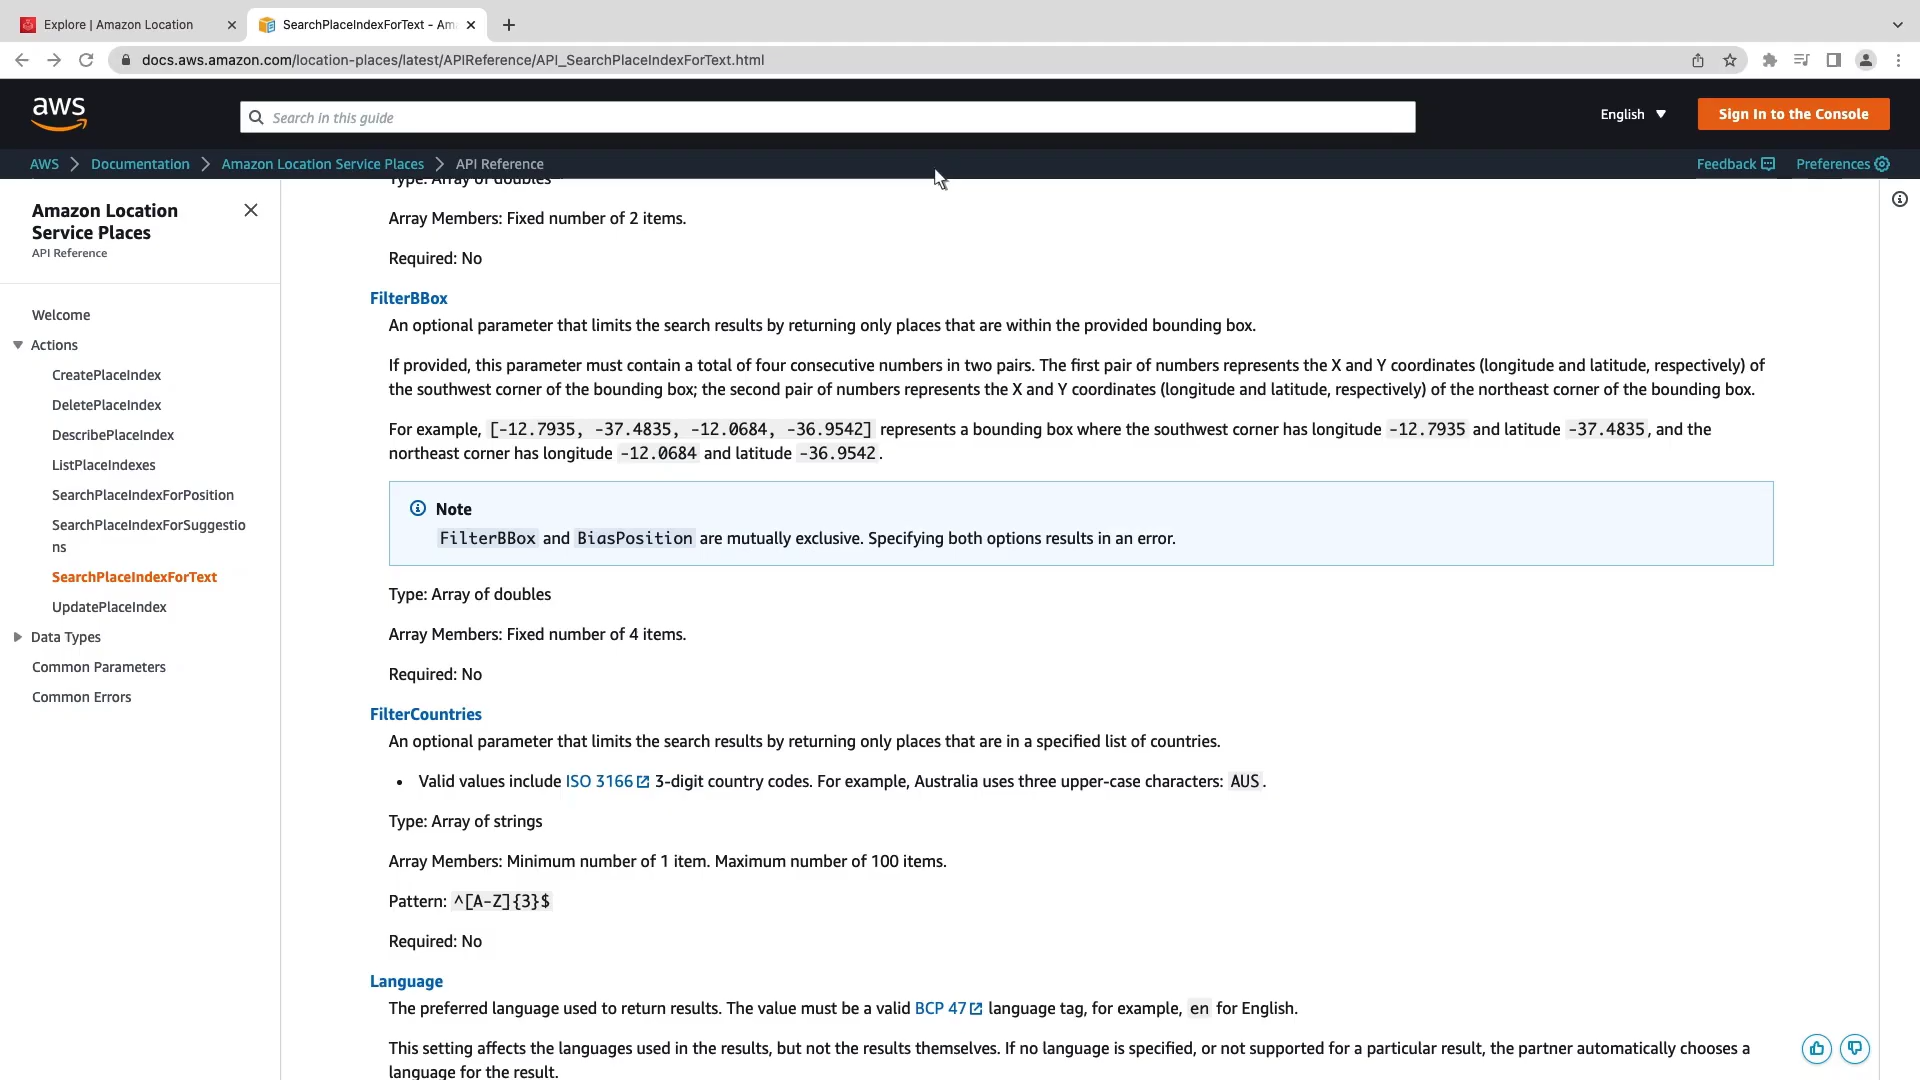 Explore | Amazon Location
SearchPlaceIndexForText - Am
docs.aws.amazon.com/location-places/latest/APIReference/API_SearchPlaceIndexForText.html
aws
Search in this guide
English
Sign In to the Console
AWS > Documentation > Amazon Location Service Places > API Reference
Feedback
Preferences
Amazon Location
Service Places
API Reference
Welcome
Actions
CreatePlaceIndex
DeletePlaceIndex
DescribePlaceIndex
ListPlaceIndexes
SearchPlaceIndexForPosition
SearchPlaceIndexForSuggestio
ns
SearchPlaceIndexForText
UpdatePlaceIndex
Data Types
Common Parameters
Common Errors
Type: Array of doubles
Array Members: Fixed number of 2 items.
Required: No
FilterBBox
An optional parameter that limits the search results by returning only places that are within the provided bounding box.
If provided, this parameter must contain a total of four consecutive numbers in two pairs. The first pair of numbers represents the X and Y coordinates (longitude and latitude, respectively) of
the southwest corner of the bounding box; the second pair of numbers represents the X and Y coordinates (longitude and latitude, respectively) of the northeast corner of the bounding box.
For example, [-12.7935, -37.4835, -12.0684, -36.9542] represents a bounding box where the southwest corner has longitude -12.7935 and latitude -37.4835, and the
northeast corner has longitude -12.0684 and latitude -36.9542.
Note
FilterBBox and BiasPosition are mutually exclusive. Specifying both options results in an error.
Type: Array of doubles
Array Members: Fixed number of 4 items.
Required: No
FilterCountries
An optional parameter that limits the search results by returning only places that are in a specified list of countries.
• Valid values include ISO 3166 3-digit country codes. For example, Australia uses three upper-case characters: AUS.
Type: Array of strings
Array Members: Minimum number of 1 item. Maximum number of 100 items.
Pattern: ^[A-Z]{3}$
Required: No
Language
The preferred language used to return results. The value must be a valid BCP 47 language tag, for example, en for English.
This setting affects the languages used in the results, but not the results themselves. If no language is specified, or not supported for a particular result, the partner automatically chooses a
language for the result.